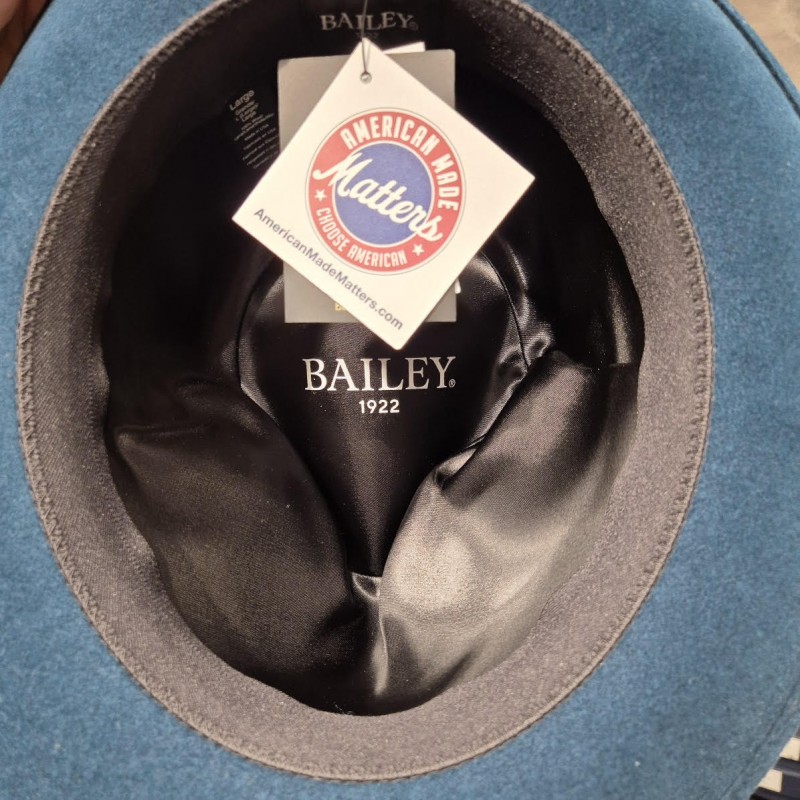 BAILEY®
Large
AMERICAN MADE
Matters
CHOOSE AMERICAN
AmericanMadeMatters.com
BAILEY®
1922